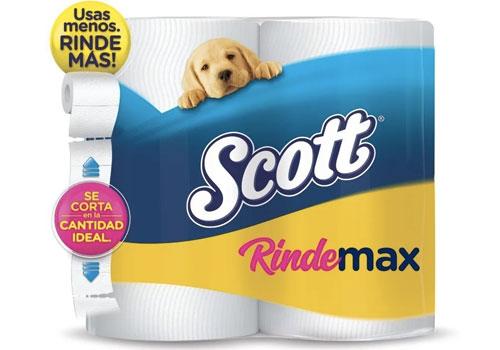 Usas
menos.
RINDE
MÁS!
Scott®
SE
CORTA
en la
CANTIDAD
IDEAL.
Rindemax